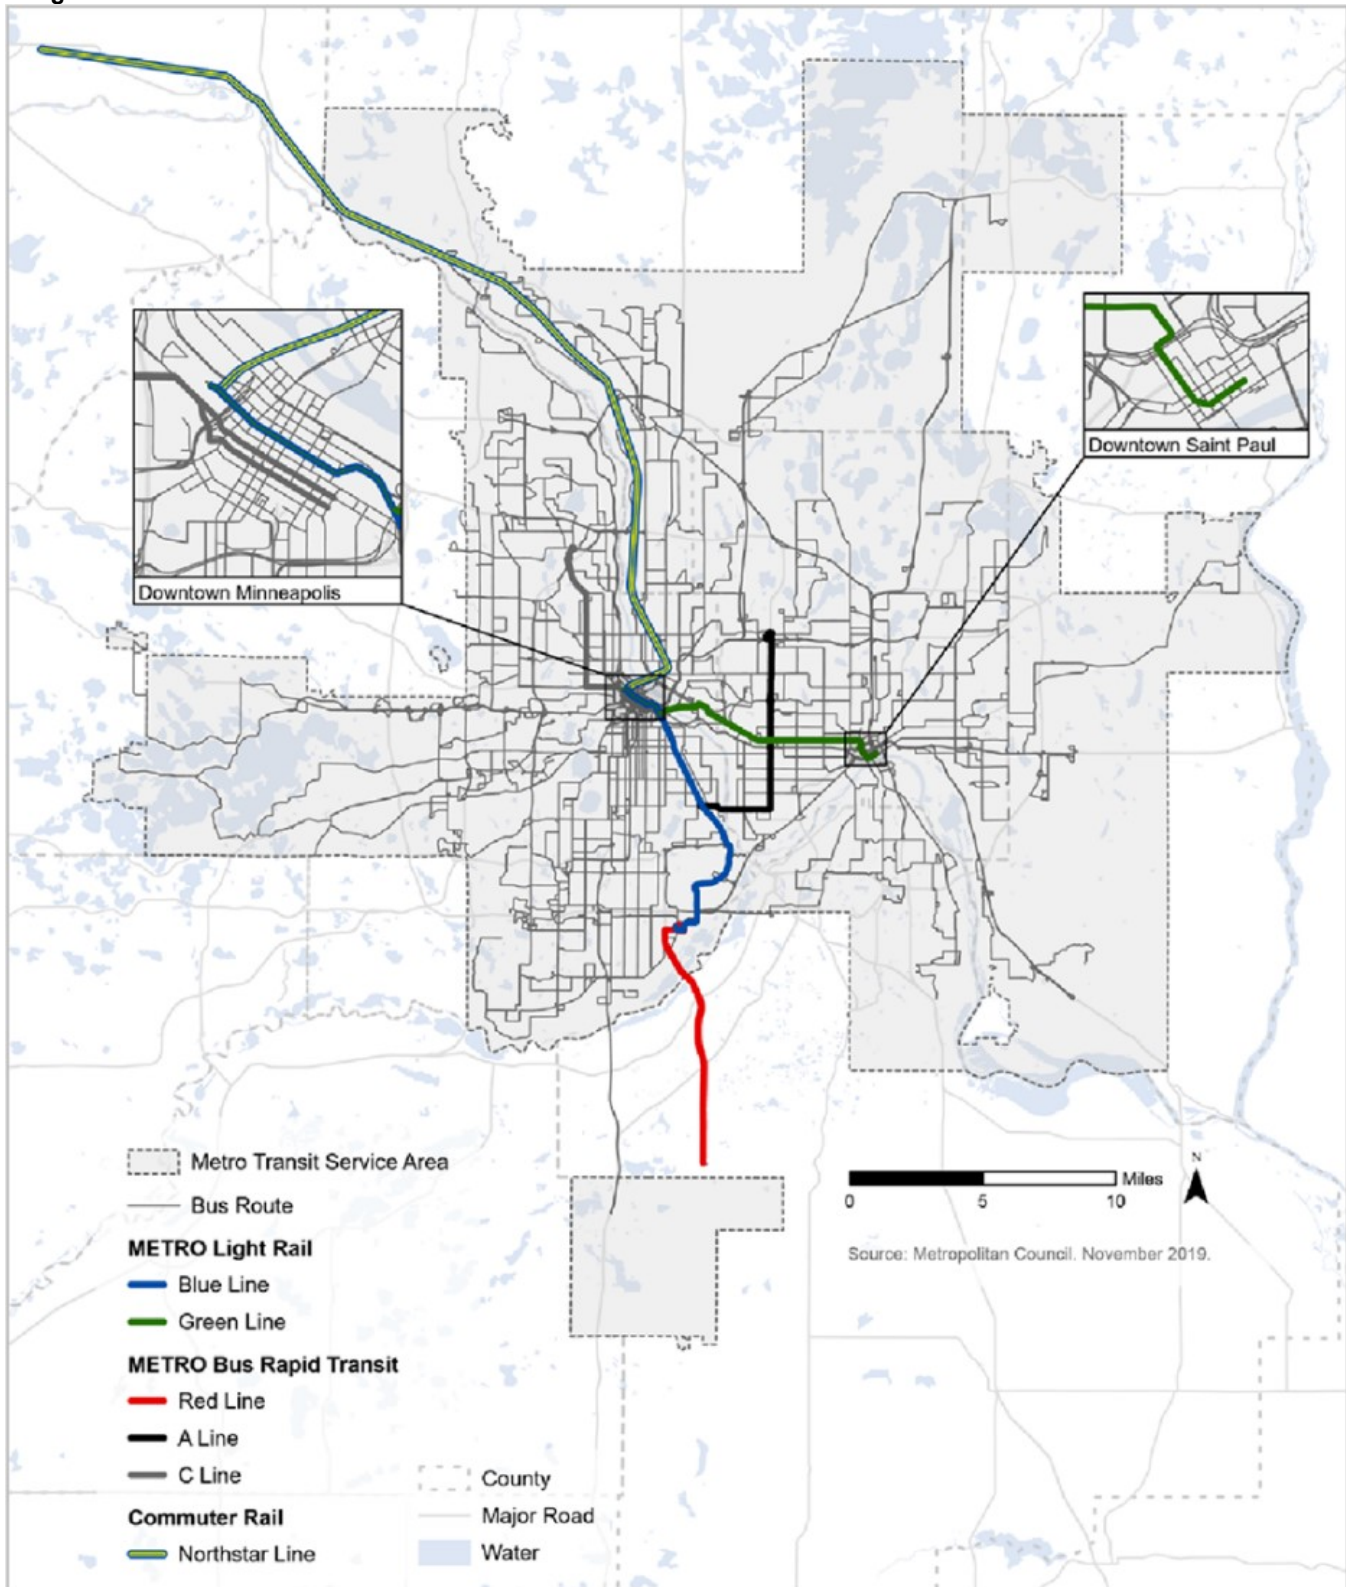 Downtown Minneapolis
Downtown Saint Paul
Metro Transit Service Area
Bus Route
METRO Light Rail
Blue Line
Green Line
METRO Bus Rapid Transit
Red Line
A Line
C Line
Commuter Rail
Northstar Line
County
Major Road
Water
Miles
0 5 10
N
Source: Metropolitan Council. November 2019.